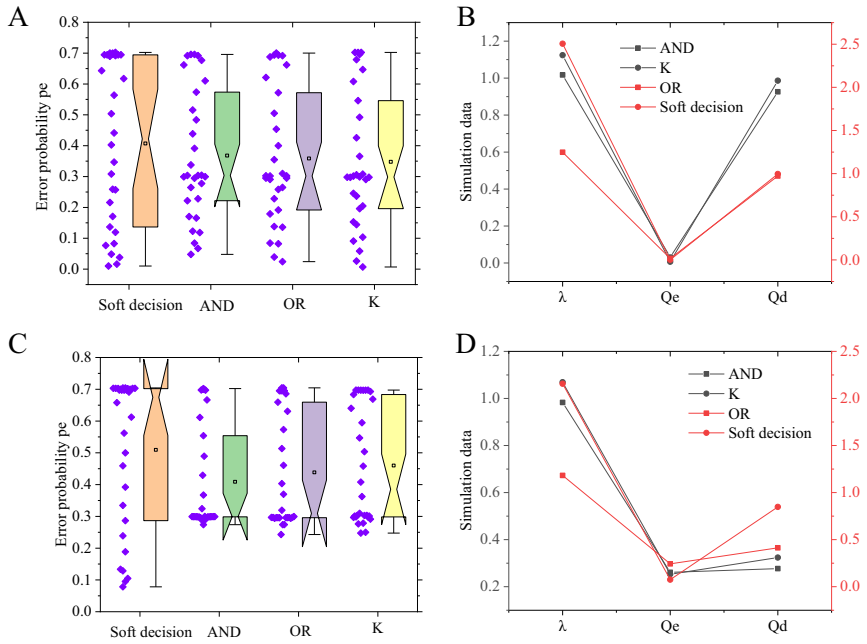 A
Error probability pe
0.8
0.7
0.6
0.5
0.4
0.3
0.2
0.1
0.0
Soft decision
AND
OR
K
B
Simulation data
1.2
1.0
0.8
0.6
0.4
0.2
0.0
AND
K
OR
Soft decision
2.5
2.0
1.5
1.0
0.5
0.0
λ
Qe
Qd
C
Error probability pe
0.8
0.7
0.6
0.5
0.4
0.3
0.2
0.1
0.0
Soft decision
AND
OR
K
D
Simulation data
1.2
1.0
0.8
0.6
0.4
0.2
AND
K
OR
Soft decision
2.5
2.0
1.5
1.0
0.5
0.0
λ
Qe
Qd